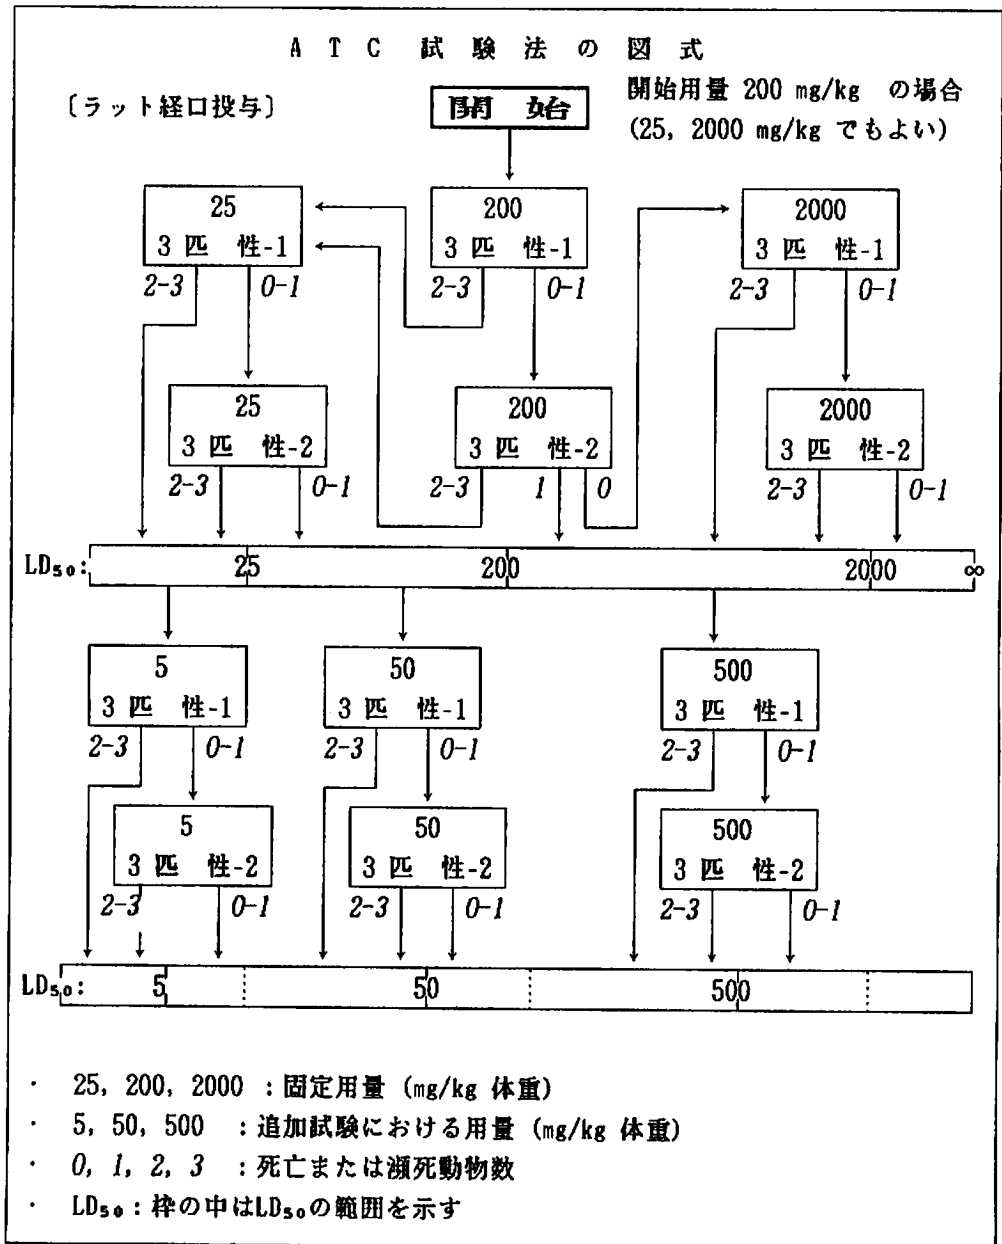 ATC 試験法の図式
〔ラット経口投与〕
開始
開始用量 200 mg/kg の場合
(25, 2000 mg/kg でもよい)
25
3 匹 性-1
200
3 匹 性-1
2000
3 匹 性-1
2-3
0-1
2-3
0-1
2-3
0-1
25
3 匹 性-2
200
3 匹 性-2
2000
3 匹 性-2
2-3
0-1
2-3
1
0
2-3
0-1
LD₅₀:
25
200
2000
∞
5
3 匹 性-1
50
3 匹 性-1
500
3 匹 性-1
2-3
0-1
2-3
0-1
2-3
0-1
5
3 匹 性-2
50
3 匹 性-2
500
3 匹 性-2
2-3
0-1
2-3
0-1
2-3
0-1
LD₅₀:
5
50
500
· 25, 200, 2000 : 固定用量 (mg/kg 体重)
· 5, 50, 500 : 追加試験における用量 (mg/kg 体重)
· 0, 1, 2, 3 : 死亡または瀕死動物数
· LD₅₀ : 枠の中はLD₅₀の範囲を示す